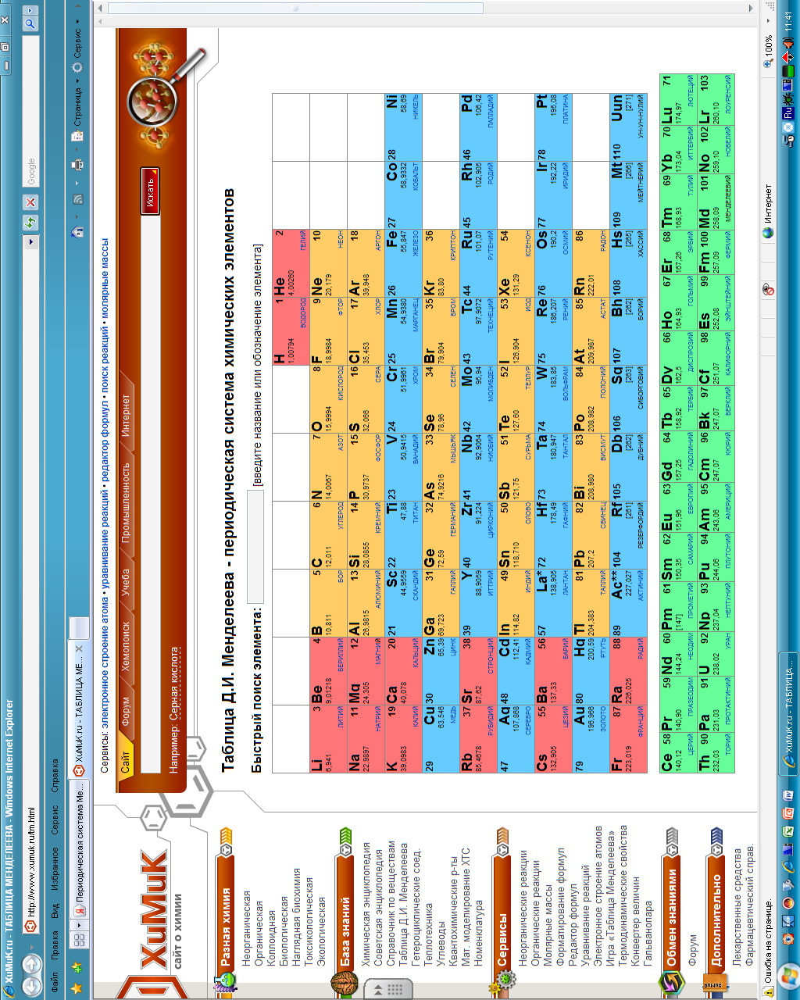 XuMuK.ru - ТАБЛИЦА МЕНДЕЛЕЕВА - Windows Internet Explorer
http://www.xumuk.ru/tm.html
Google
Файл Правка Вид Избранное Сервис Справка
Периодическая система Ме...
XuMuK.ru - ТАБЛИЦА МЕ...
Страница
Сервис
XuMuK
сайт о химии
Разная химия
Неорганическая
Органическая
Коллоидная
Биологическая
Наглядная биохимия
Токсикологическая
Экологическая
База знаний
Химическая энциклопедия
Советская энциклопедия
Справочник по веществам
Таблица Д.И. Менделеева
Гетероциклические соед.
Теплотехника
Углеводы
Квантохимические р-ты
Мат. моделирование ХТС
Номенклатура
Сервисы
Неорганические реакции
Органические реакции
Молярные массы
Форматирование формул
Редактор формул
Уравнивание реакций
Электронное строение атомов
Игра «Таблица Менделеева»
Термодинамические свойства
Конвертер величин
Гальванопара
Обмен знаниями
Форум
Дополнительно
Лекарственные средства
Фармацевтический справ.
Сервисы: электронное строение атома • уравнивание реакций • редактор формул • поиск реакций • молярные массы
Сайт Форум Хемопоиск Учеба Промышленность Интернет
Искать
Например: Серная кислота
Таблица Д.И. Менделеева - периодическая система химических элементов
Быстрый поиск элемента: [введите название или обозначение элемента]
H 1 1,00794 ВОДОРОД He 2 4,00260 ГЕЛИЙ
Li 3 6,941 ЛИТИЙ Be 4 9,01218 БЕРИЛЛИЙ B 5 10,811 БОР C 6 12,011 УГЛЕРОД N 7 14,0067 АЗОТ O 8 15,9994 КИСЛОРОД F 9 18,9984 ФТОР Ne 10 20,179 НЕОН
Na 11 22,9897 НАТРИЙ Mg 12 24,305 МАГНИЙ Al 13 26,9815 АЛЮМИНИЙ Si 14 28,0855 КРЕМНИЙ P 15 30,9737 ФОСФОР S 16 32,066 СЕРА Cl 17 35,453 ХЛОР Ar 18 39,948 АРГОН
K 19 39,0983 КАЛИЙ Ca 20 40,078 КАЛЬЦИЙ 21 Sc 44,9559 СКАНДИЙ 22 Ti 47,88 ТИТАН 23 V 50,9415 ВАНАДИЙ 24 Cr 51,9961 ХРОМ 25 Mn 54,9380 МАРГАНЕЦ 26 Fe 55,847 ЖЕЛЕЗО 27 Co 58,9332 КОБАЛЬТ 28 Ni 58,69 НИКЕЛЬ
29 Cu 63,546 МЕДЬ 30 Zn 65,39 ЦИНК Ga 31 69,723 ГАЛЛИЙ Ge 32 72,59 ГЕРМАНИЙ As 33 74,9216 МЫШЬЯК Se 34 78,96 СЕЛЕН Br 35 79,904 БРОМ Kr 36 83,80 КРИПТОН
Rb 37 85,4678 РУБИДИЙ Sr 38 87,62 СТРОНЦИЙ 39 Y 88,9059 ИТТРИЙ 40 Zr 91,224 ЦИРКОНИЙ 41 Nb 92,9064 НИОБИЙ 42 Mo 95,94 МОЛИБДЕН 43 Tc 97,9072 ТЕХНЕЦИЙ 44 Ru 101,07 РУТЕНИЙ 45 Rh 102,905 РОДИЙ 46 Pd 106,42 ПАЛЛАДИЙ
47 Ag 107,868 СЕРЕБРО 48 Cd 112,41 КАДМИЙ In 49 114,82 ИНДИЙ Sn 50 118,710 ОЛОВО Sb 51 121,75 СУРЬМА Te 52 127,60 ТЕЛЛУР I 53 126,904 ИОД Xe 54 131,29 КСЕНОН
Cs 55 132,905 ЦЕЗИЙ Ba 56 137,33 БАРИЙ 57 La* 138,905 ЛАНТАН 72 Hf 178,49 ГАФНИЙ 73 Ta 180,947 ТАНТАЛ 74 W 183,85 ВОЛЬФРАМ 75 Re 186,207 РЕНИЙ 76 Os 190,2 ОСМИЙ 77 Ir 192,22 ИРИДИЙ 78 Pt 195,08 ПЛАТИНА
79 Au 196,966 ЗОЛОТО 80 Hg 200,59 РТУТЬ Tl 81 204,383 ТАЛЛИЙ Pb 82 207,2 СВИНЕЦ Bi 83 208,980 ВИСМУТ Po 84 208,982 ПОЛОНИЙ At 85 209,987 АСТАТ Rn 86 222,01 РАДОН
Fr 87 223,019 ФРАНЦИЙ Ra 88 226,025 РАДИЙ 89 Ac** 227,027 АКТИНИЙ 104 Rf [261] РЕЗЕРФОРДИЙ 105 Db [262] ДУБНИЙ 106 Sg [263] СИБОРГОВИЙ 107 Bh [262] БОРИЙ 108 Hs [265] ХАССИЙ 109 Mt [266] МЕЙТНЕРИЙ 110 Uun [271] УН-УН-НУЛИЙ
Ce 58 140,12 ЦЕРИЙ Pr 59 140,90 ПРАЗЕОДИМ Nd 60 144,24 НЕОДИМ Pm 61 [147] ПРОМЕТИЙ Sm 62 150,35 САМАРИЙ Eu 63 151,96 ЕВРОПИЙ Gd 64 157,25 ГАДОЛИНИЙ Tb 65 158,92 ТЕРБИЙ Dy 66 162,5 ДИСПРОЗИЙ Ho 67 164,93 ГОЛЬМИЙ Er 68 167,26 ЭРБИЙ Tm 69 168,93 ТУЛИЙ Yb 70 173,04 ИТТЕРБИЙ Lu 71 174,97 ЛЮТЕЦИЙ
Th 90 232,03 ТОРИЙ Pa 91 231,03 ПРОТАКТИНИЙ U 92 238,02 УРАН Np 93 237,04 НЕПТУНИЙ Pu 94 244,06 ПЛУТОНИЙ Am 95 243,06 АМЕРИЦИЙ Cm 96 247,07 КЮРИЙ Bk 97 247,07 БЕРКЛИЙ Cf 98 251,07 КАЛИФОРНИЙ Es 99 252,08 ЭЙНШТЕЙНИЙ Fm 100 257,09 ФЕРМИЙ Md 101 258,09 МЕНДЕЛЕЕВИЙ No 102 259,10 НОБЕЛИЙ Lr 103 260,10 ЛОУРЕНСИЙ
Ошибка на странице.
Интернет
100%
XuMuK.ru - ТАБЛИЦА...
Ru
11:41